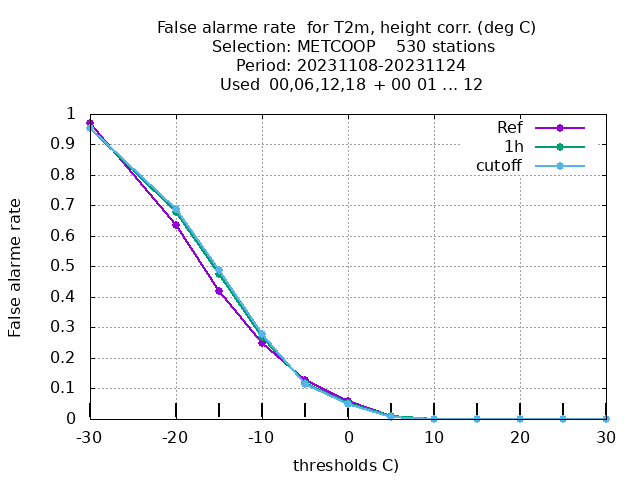 False alarme rate  for T2m, height corr. (deg C)
Selection: METCOOP    530 stations
Period: 20231108-20231124
Used  00,06,12,18  + 00 01 ... 12
Ref
1h
cutoff
False alarme rate
1
0.9
0.8
0.7
0.6
0.5
0.4
0.3
0.2
0.1
0
-30 -20 -10 0 10 20 30
thresholds C)